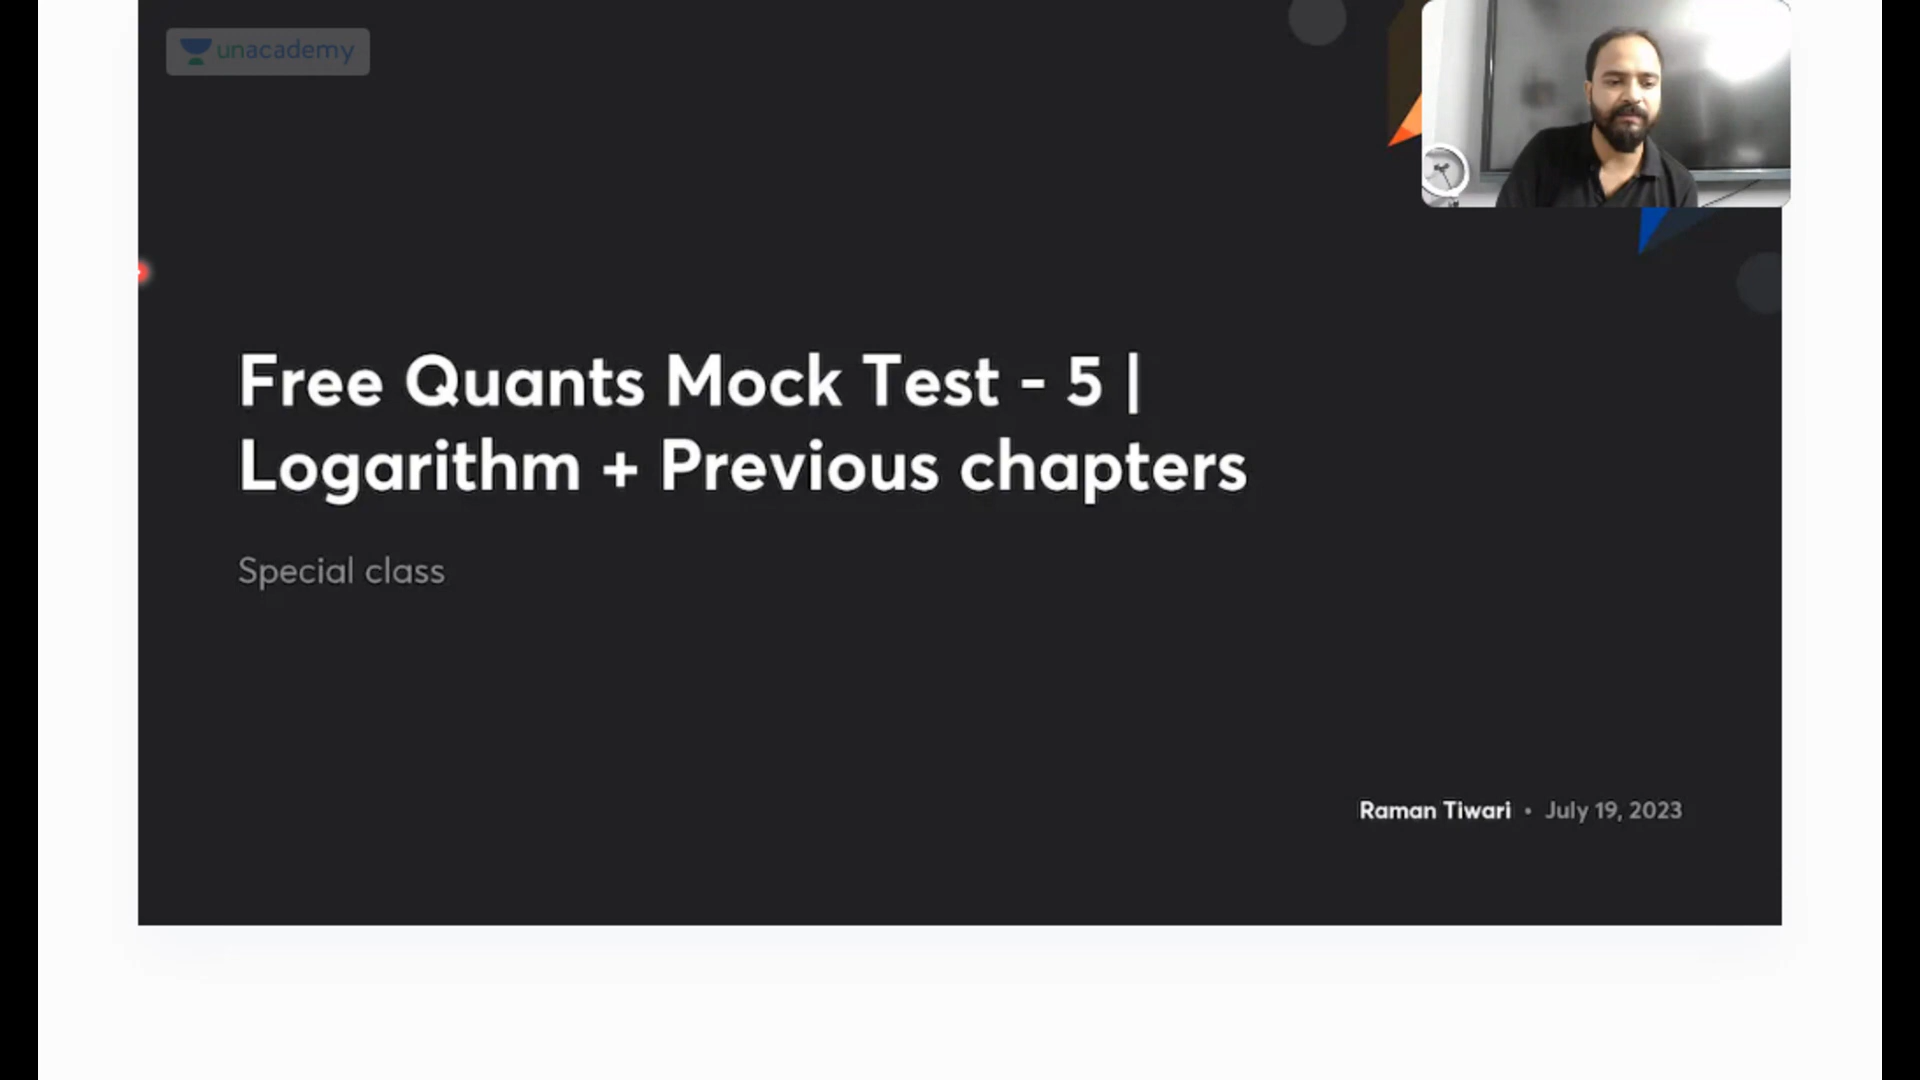 unacademy
Free Quants Mock Test - 5 |
Logarithm + Previous chapters
Special class
Raman Tiwari • July 19, 2023